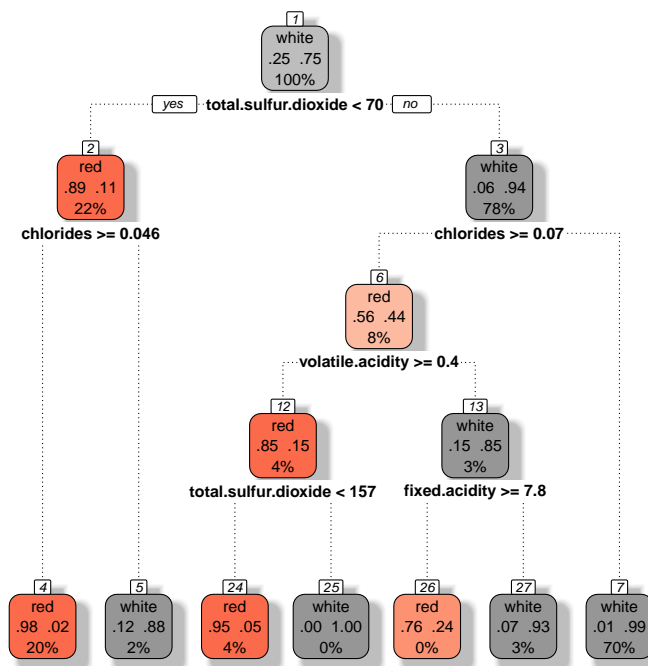 1
white
.25 .75
100%
yes total.sulfur.dioxide < 70 no
2
red
.89 .11
22%
chlorides >= 0.046
3
white
.06 .94
78%
chlorides >= 0.07
6
red
.56 .44
8%
volatile.acidity >= 0.4
12
red
.85 .15
4%
total.sulfur.dioxide < 157
13
white
.15 .85
3%
fixed.acidity >= 7.8
4
red
.98 .02
20%
5
white
.12 .88
2%
24
red
.95 .05
4%
25
white
.00 1.00
0%
26
red
.76 .24
0%
27
white
.07 .93
3%
7
white
.01 .99
70%